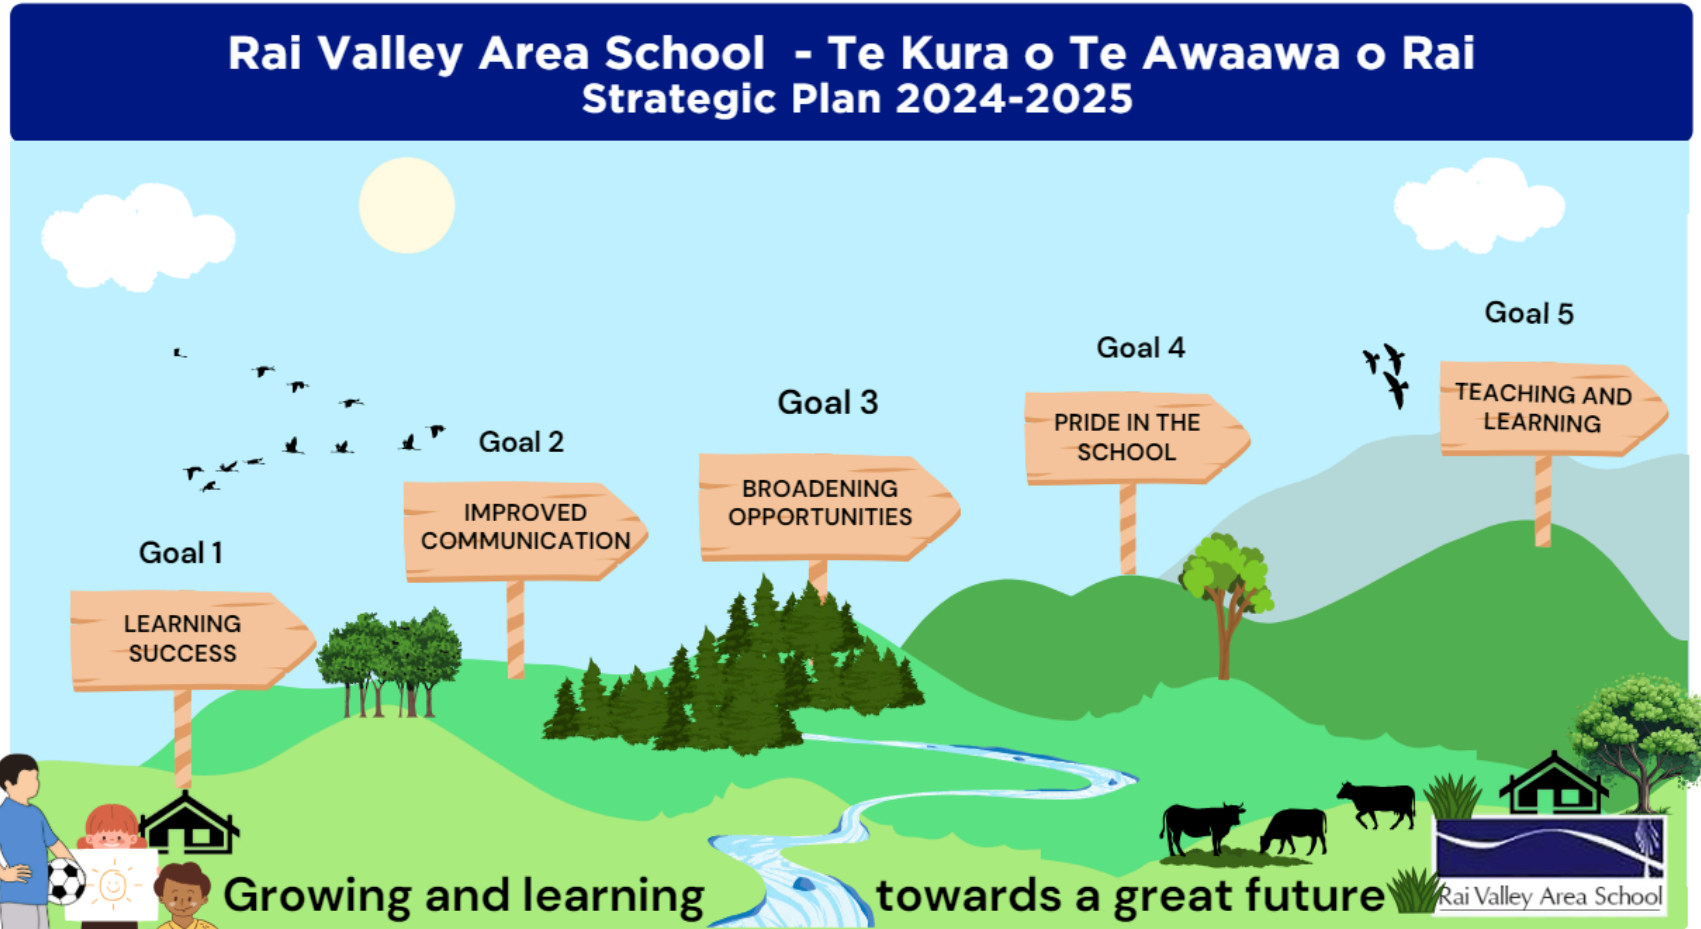 Rai Valley Area School - Te Kura o Te Awaawa o Rai
Strategic Plan 2024-2025
Goal 1
LEARNING
SUCCESS
Goal 2
IMPROVED
COMMUNICATION
Goal 3
BROADENING
OPPORTUNITIES
Goal 4
PRIDE IN THE
SCHOOL
Goal 5
TEACHING AND
LEARNING
Growing and learning towards a great future
Rai Valley Area School